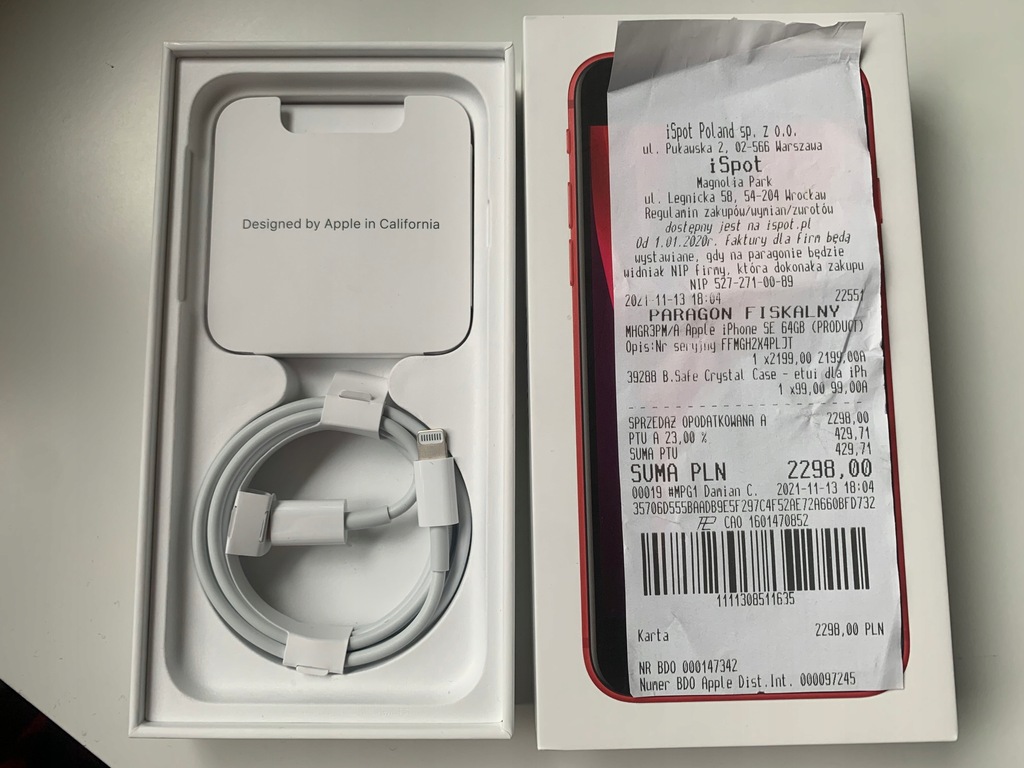 Designed by Apple in California
iSpot Poland sp. z o.o.
ul. Puławska 2, 02-566 Warszawa
iSpot
Magnolia Park
ul. Legnicka 58, 54-204 Wrocław
Regulamin zakupów/wymian/zwrotów
dostępny jest na ispot.pl
Od 1.01.2020r. faktury dla firm będą
wystawiane, gdy na paragonie będzie
widniał NIP firmy, która dokonała zakupu
NIP 527-271-00-89
2021-11-13 18:04 22551
PARAGON FISKALNY
MHGR3PM/A Apple iPhone SE 64GB (PRODUCT)
Opis:Nr seryjny FFMGH2X4PLJT
1 x2199,00 2199,00A
39288 B.Safe Crystal Case - etui dla iPh
1 x99,00 99,00A
SPRZEDAŻ OPODATKOWANA A 2298,00
PTU A 23,00 % 429,71
SUMA PTU 429,71
SUMA PLN 2298,00
00019 #MPG1 Damian C. 2021-11-13 18:04
35706D555BAADB9E5F297C4F52AE72A660BFD732
CAO 1601470852
1111308511635
Karta 2298,00 PLN
NR BDO 000147342
Numer BDO Apple Dist.Int. 000097245